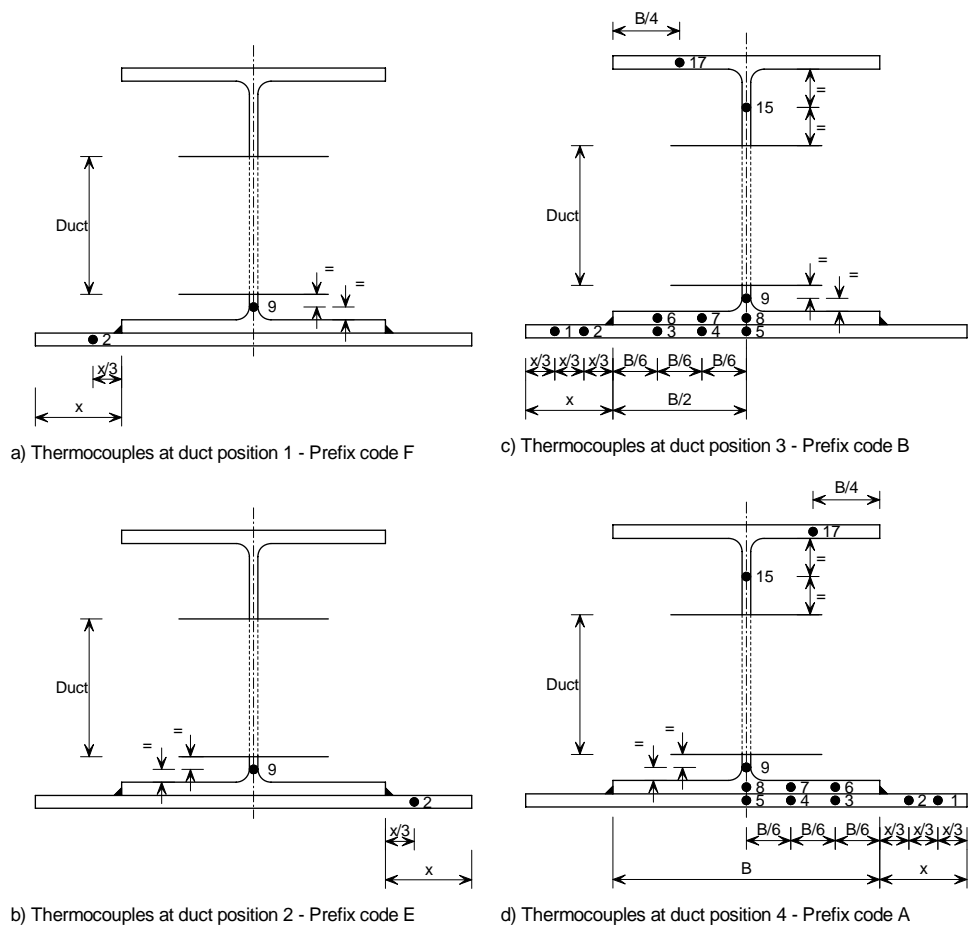 Duct
=
=
9
2
x/3
x
a) Thermocouples at duct position 1 - Prefix code F
B/4
17
=
15
=
Duct
=
=
9
6 7 8
1 2 3 4 5
x/3 x/3 x/3 B/6 B/6 B/6
x B/2
c) Thermocouples at duct position 3 - Prefix code B
Duct
=
=
9
2
x/3
x
b) Thermocouples at duct position 2 - Prefix code E
B/4
17
=
15
=
Duct
=
=
9
8 7 6
5 4 3 2 1
B/6 B/6 B/6 x/3 x/3 x/3
B x
d) Thermocouples at duct position 4 - Prefix code A